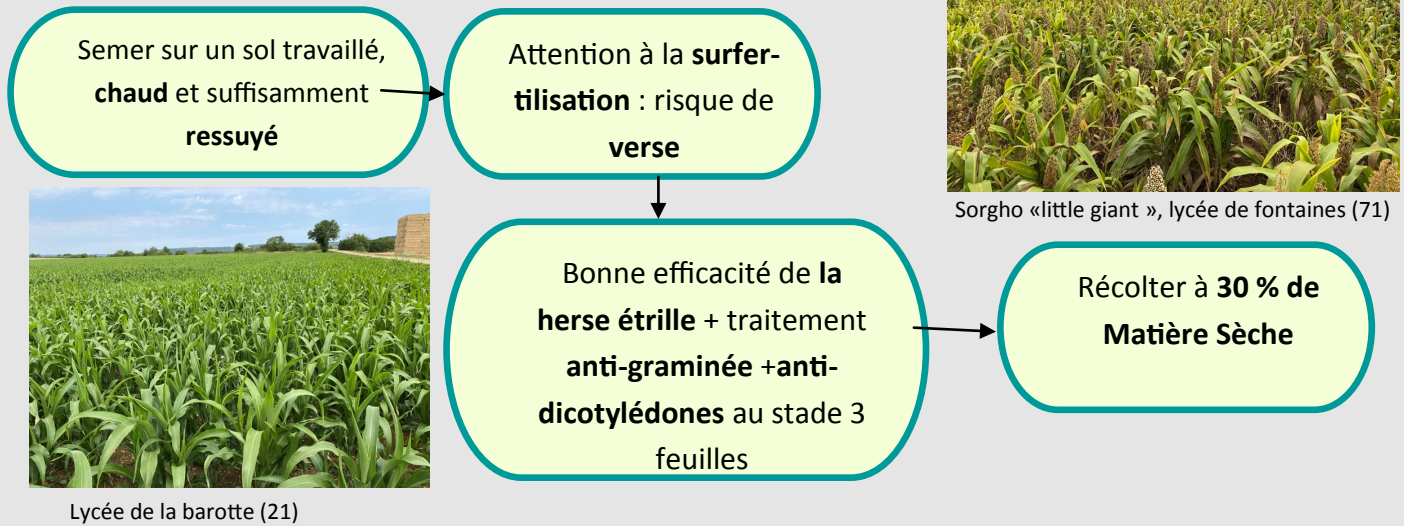 Semer sur un sol travaillé,
chaud et suffisamment
ressuyé
Attention à la surfer-
tilisation : risque de
verse
Sorgho «little giant », lycée de fontaines (71)
Bonne efficacité de la
herse étrille + traitement
anti-graminée +anti-
dicotylédones au stade 3
feuilles
Récolter à 30 % de
Matière Sèche
Lycée de la barotte (21)